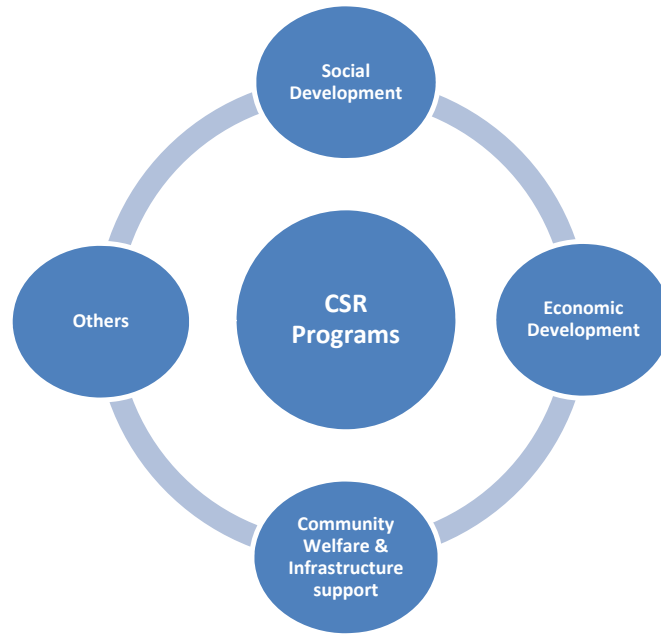 Social
Development
CSR
Programs
Others
Economic
Development
Community
Welfare &
Infrastructure
support